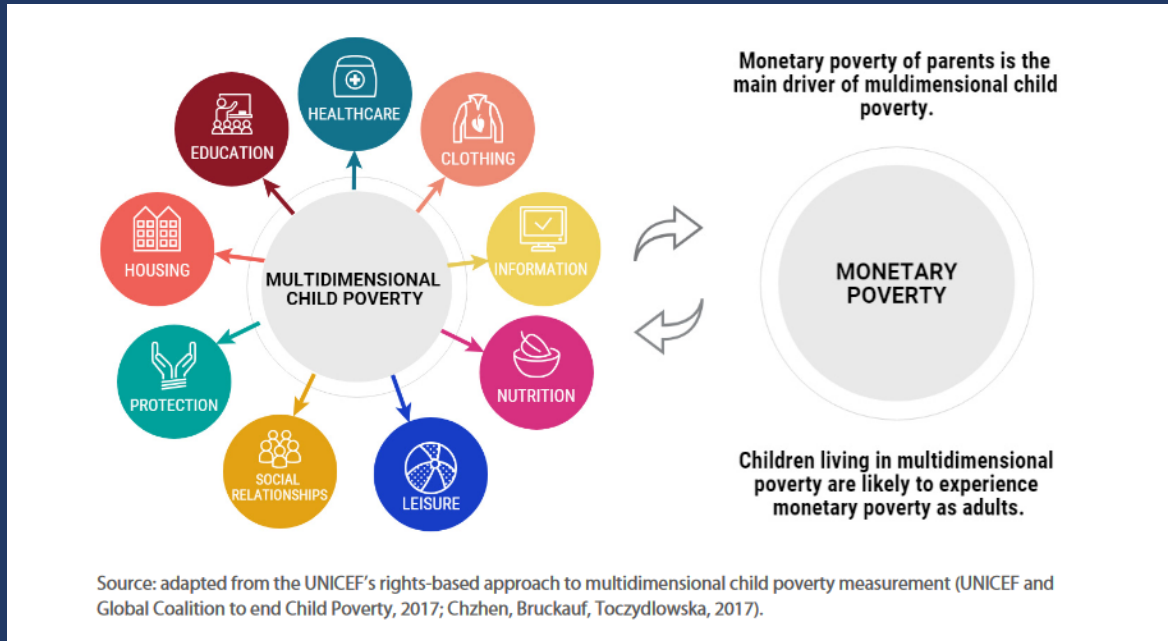 HEALTHCARE
CLOTHING
EDUCATION
INFORMATION
HOUSING
MULTIDIMENSIONAL
CHILD POVERTY
NUTRITION
PROTECTION
SOCIAL
RELATIONSHIPS
LEISURE
Monetary poverty of parents is the
main driver of muldimensional child
poverty.
MONETARY
POVERTY
Children living in multidimensional
poverty are likely to experience
monetary poverty as adults.
Source: adapted from the UNICEF's rights-based approach to multidimensional child poverty measurement (UNICEF and
Global Coalition to end Child Poverty, 2017; Chzhen, Bruckauf, Toczydlowska, 2017).